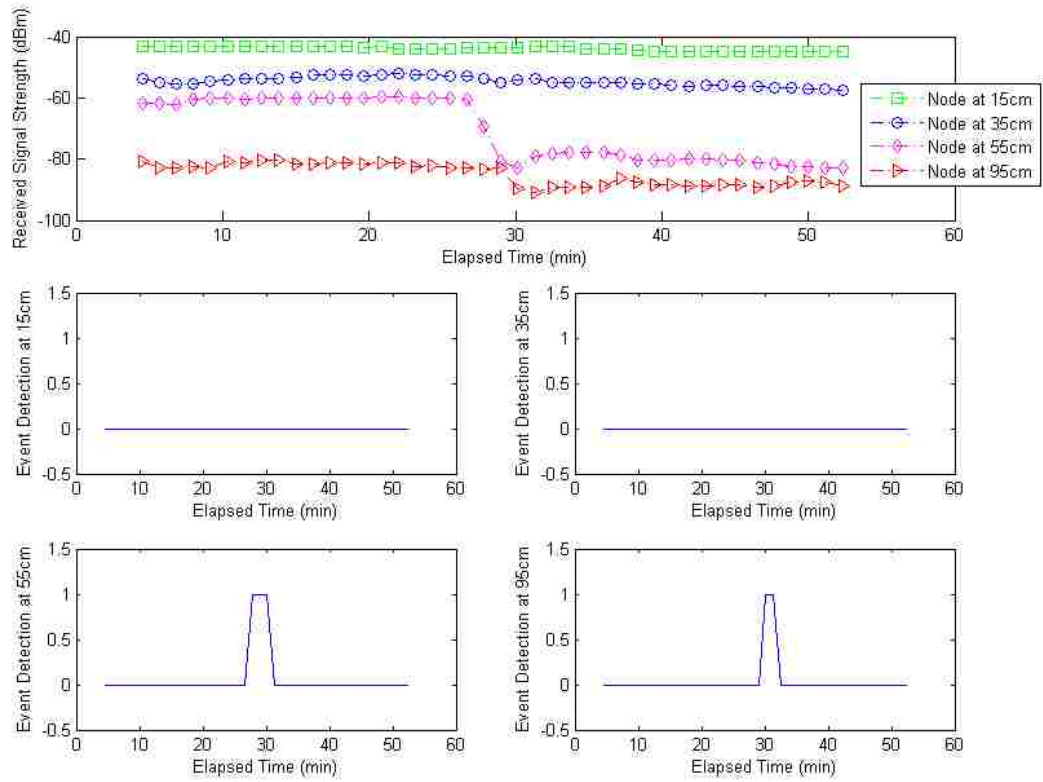 -40
-60
-80
-100
Received Signal Strength (dBm)
0 10 20 30 40 50 60
Elapsed Time (min)
Node at 15cm
Node at 35cm
Node at 55cm
Node at 95cm
1.5
1
0.5
0
-0.5
Event Detection at 15cm
0 10 20 30 40 50 60
Elapsed Time (min)
1.5
1
0.5
0
-0.5
Event Detection at 35cm
0 10 20 30 40 50 60
Elapsed Time (min)
1.5
1
0.5
0
-0.5
Event Detection at 55cm
0 10 20 30 40 50 60
Elapsed Time (min)
1.5
1
0.5
0
-0.5
Event Detection at 95cm
0 10 20 30 40 50 60
Elapsed Time (min)